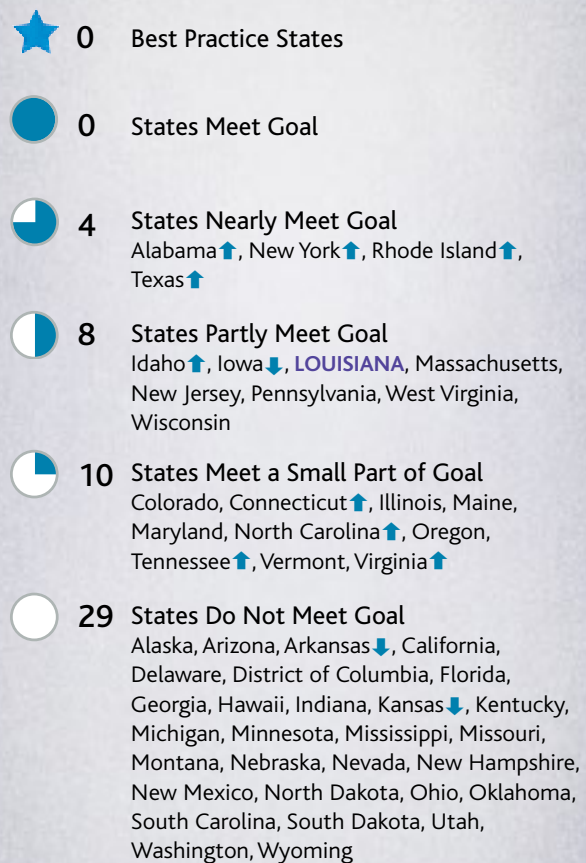 0 Best Practice States
0 States Meet Goal
4 States Nearly Meet Goal
Alabama⬆, New York⬆, Rhode Island⬆,
Texas⬆
8 States Partly Meet Goal
Idaho⬆, Iowa⬇, LOUISIANA, Massachusetts,
New Jersey, Pennsylvania, West Virginia,
Wisconsin
10 States Meet a Small Part of Goal
Colorado, Connecticut⬆, Illinois, Maine,
Maryland, North Carolina⬆, Oregon,
Tennessee⬆, Vermont, Virginia⬆
29 States Do Not Meet Goal
Alaska, Arizona, Arkansas⬇, California,
Delaware, District of Columbia, Florida,
Georgia, Hawaii, Indiana, Kansas⬇, Kentucky,
Michigan, Minnesota, Mississippi, Missouri,
Montana, Nebraska, Nevada, New Hampshire,
New Mexico, North Dakota, Ohio, Oklahoma,
South Carolina, South Dakota, Utah,
Washington, Wyoming